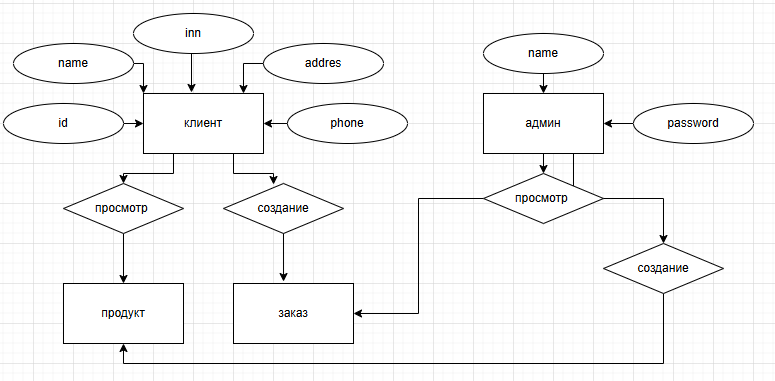 inn
name
addres
name
id
клиент
phone
админ
password
просмотр
создание
просмотр
создание
продукт
заказ